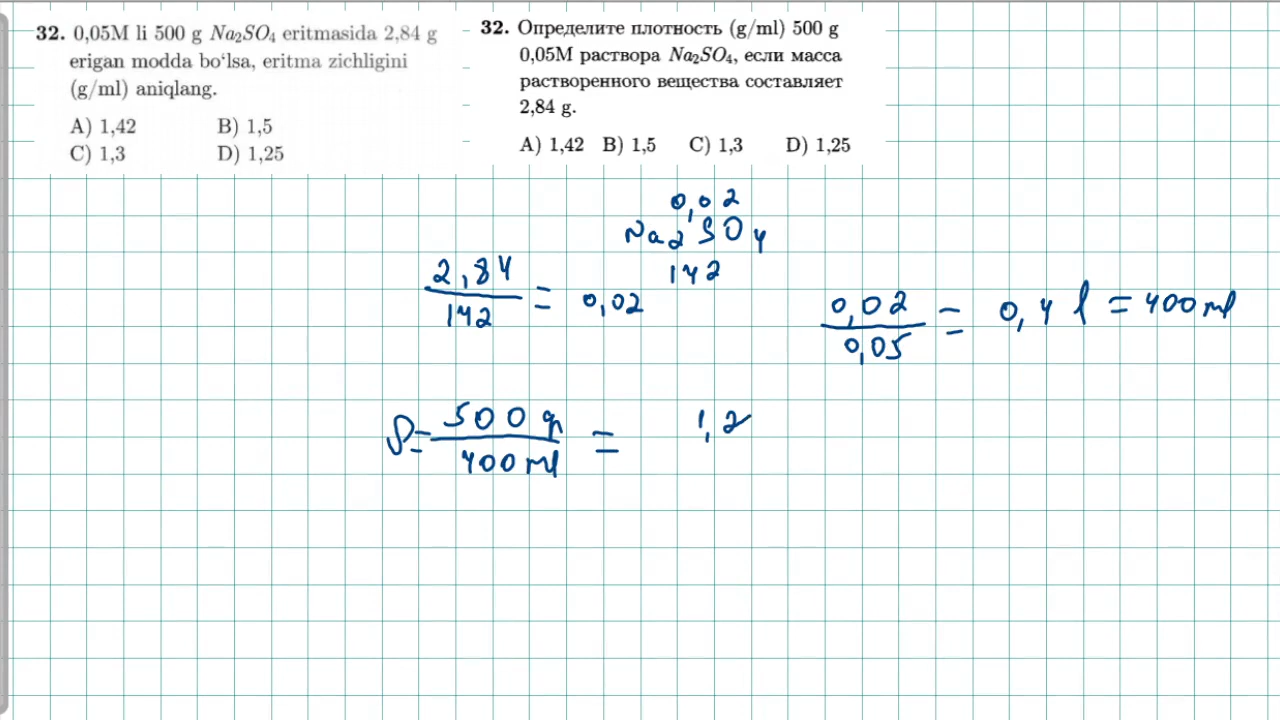 32. 0,05M li 500 g Na₂SO₄ eritmasida 2,84 g
erigan modda bo‘lsa, eritma zichligini
(g/ml) aniqlang.
A) 1,42 B) 1,5
C) 1,3 D) 1,25
32. Определите плотность (g/ml) 500 g
0,05M раствора Na₂SO₄, если масса
растворенного вещества составляет
2,84 g.
A) 1,42 B) 1,5 C) 1,3 D) 1,25
0,02
Na₂SO₄
142
2,84
142
= 0,02
0,02
0,05
= 0,4 l = 400 ml
ρ =
500 g
400 ml
= 1,2